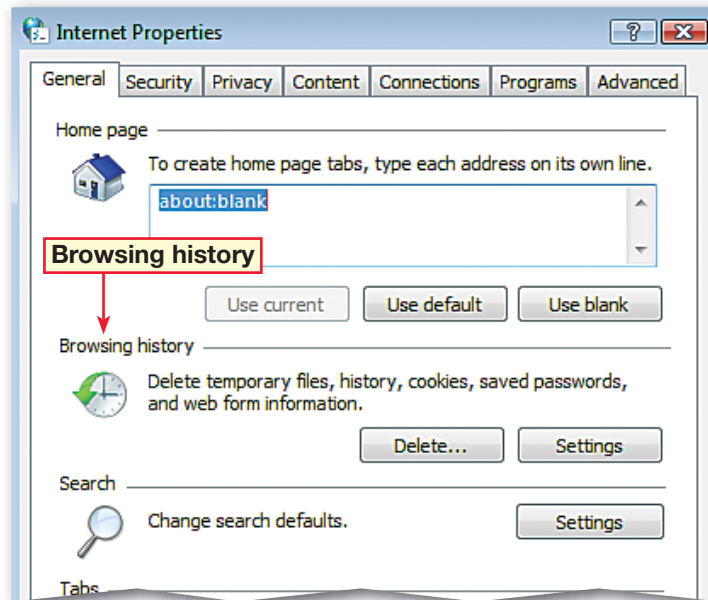 Internet Properties
General Security Privacy Content Connections Programs Advanced
Home page
To create home page tabs, type each address on its own line.
about:blank
Browsing history
Use current Use default Use blank
Browsing history
Delete temporary files, history, cookies, saved passwords,
and web form information.
Delete... Settings
Search
Change search defaults.
Settings
Tabs